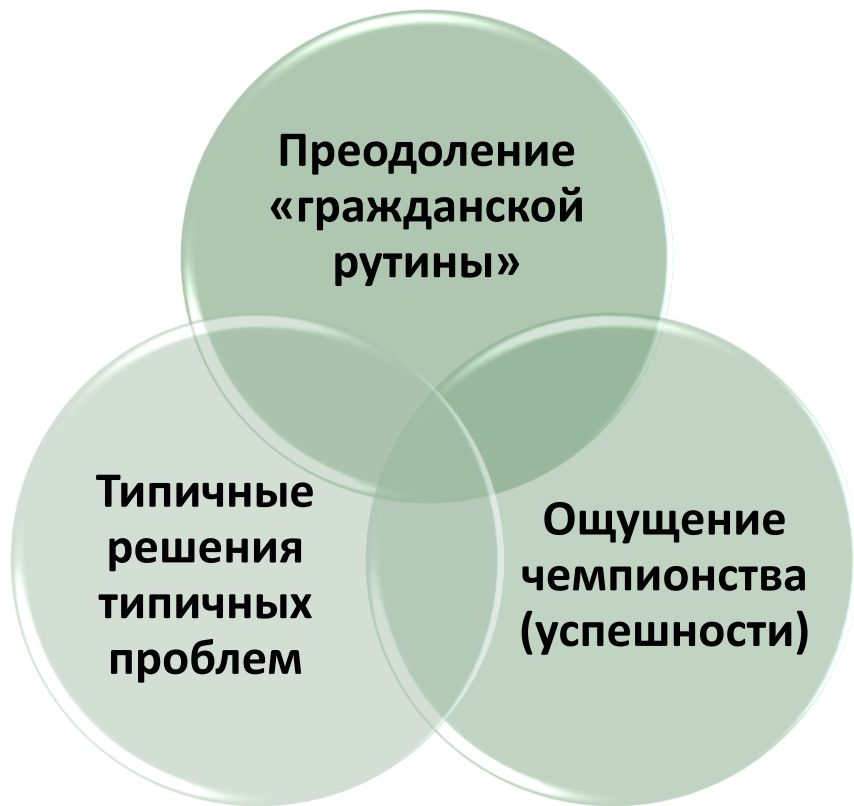 Преодоление
«гражданской
рутины»
Типичные
решения
типичных
проблем
Ощущение
чемпионства
(успешности)